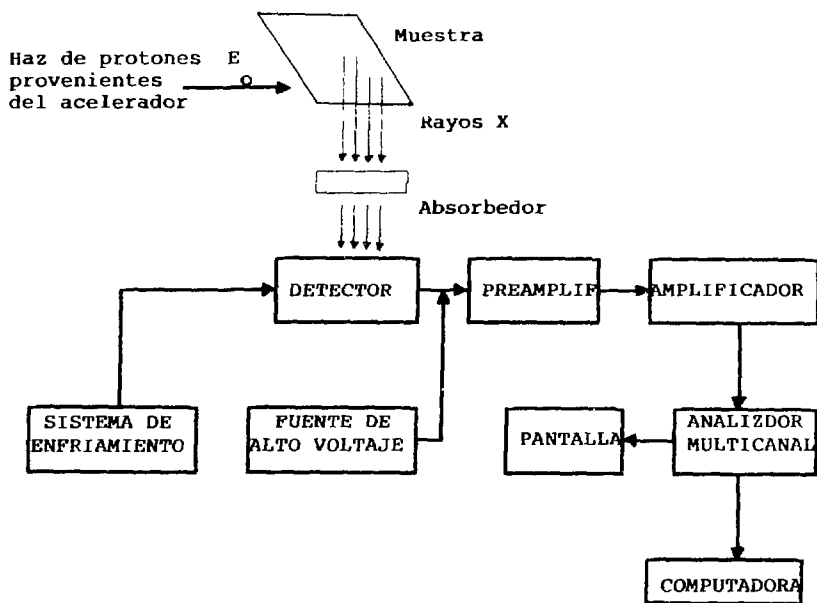 Muestra
Haz de protones E
o
provenientes
del acelerador
Rayos X
Absorbedor
DETECTOR
PREAMPLIF
AMPLIFICADOR
SISTEMA DE
ENFRIAMIENTO
FUENTE DE
ALTO VOLTAJE
PANTALLA
ANALIZDOR
MULTICANAL
COMPUTADORA